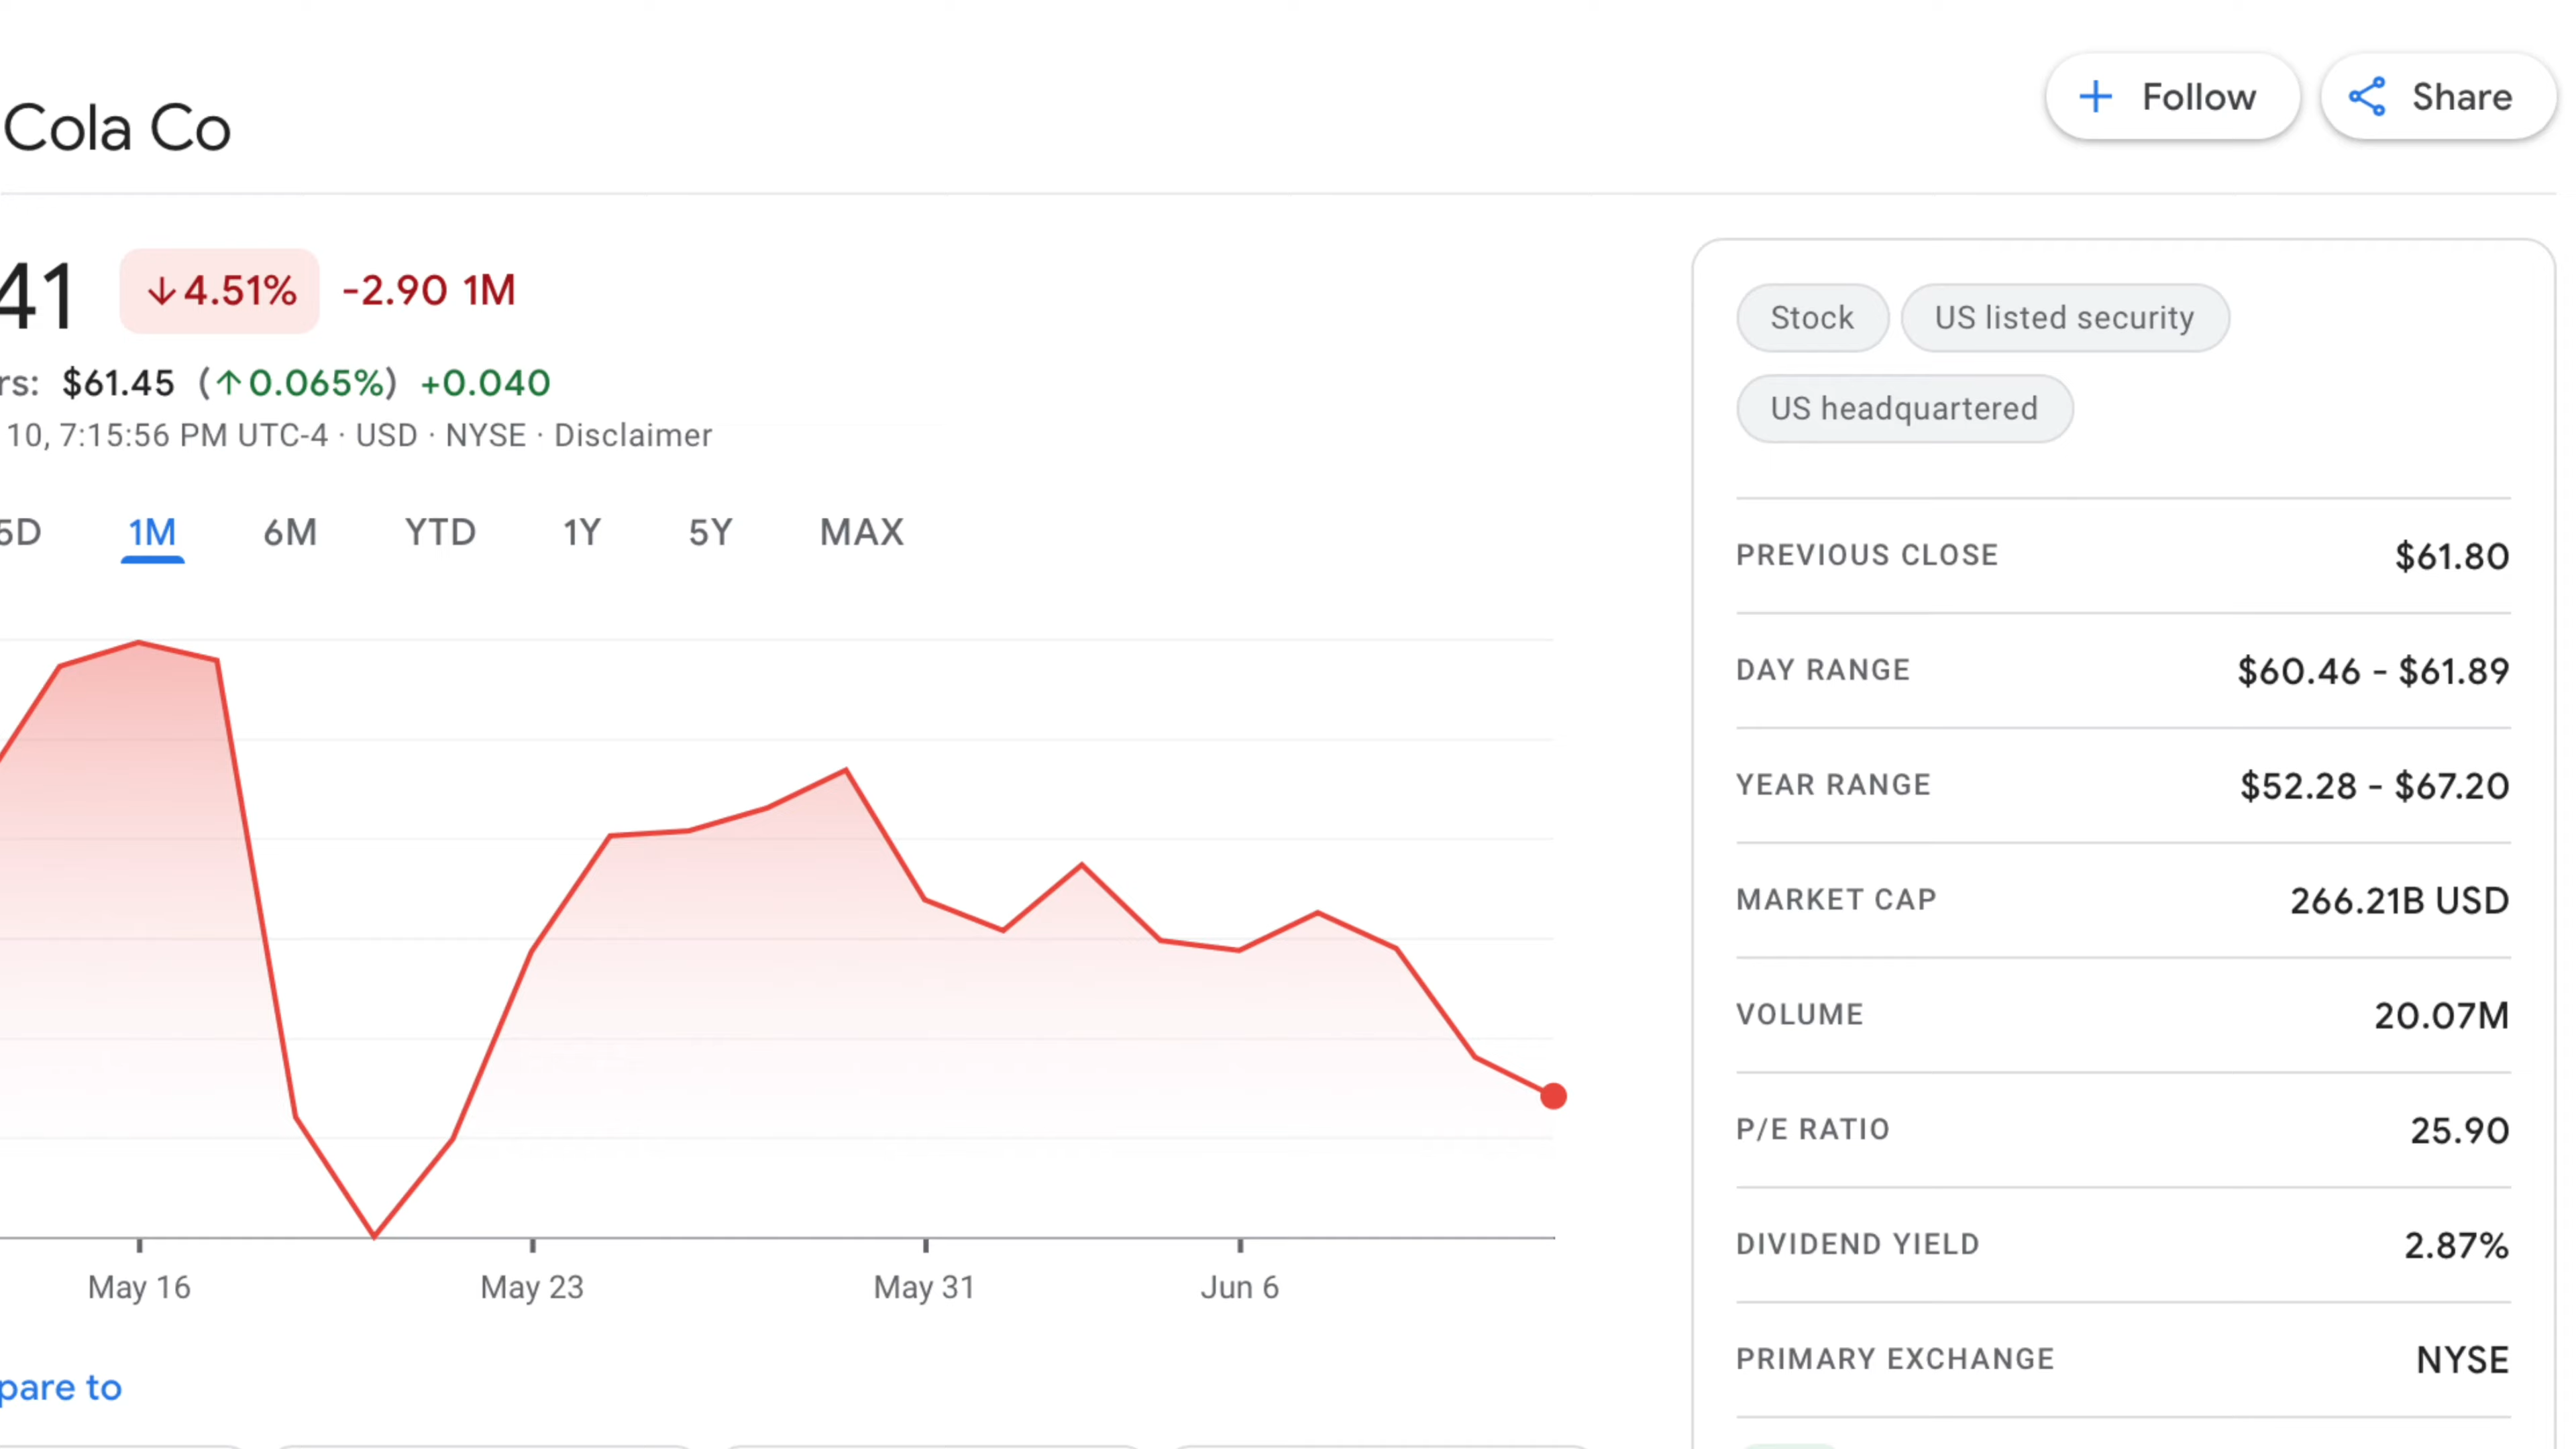 Cola Co
Follow
Share
41 ↓4.51% -2.90 1M
rs: $61.45 (↑0.065%) +0.040
10, 7:15:56 PM UTC-4 · USD · NYSE · Disclaimer
5D 1M 6M YTD 1Y 5Y MAX
May 16 May 23 May 31 Jun 6
pare to
Stock US listed security
US headquartered
PREVIOUS CLOSE $61.80
DAY RANGE $60.46 - $61.89
YEAR RANGE $52.28 - $67.20
MARKET CAP 266.21B USD
VOLUME 20.07M
P/E RATIO 25.90
DIVIDEND YIELD 2.87%
PRIMARY EXCHANGE NYSE